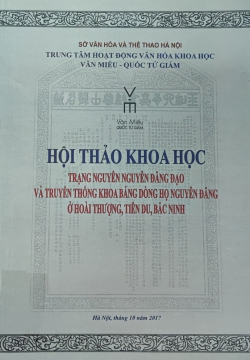 SỞ VĂN HÓA VÀ THỂ THAO HÀ NỘI
TRUNG TÂM HOẠT ĐỘNG VĂN HÓA KHOA HỌC
VĂN MIẾU - QUỐC TỬ GIÁM
Văn Miếu
QUỐC TỬ GIÁM
HỘI THẢO KHOA HỌC
TRẠNG NGUYÊN NGUYỄN ĐĂNG ĐẠO
VÀ TRUYỀN THỐNG KHOA BẢNG DÒNG HỌ NGUYỄN ĐĂNG
Ở HOÀI THƯỢNG, TIÊN DU, BẮC NINH
Hà Nội, tháng 10 năm 2017